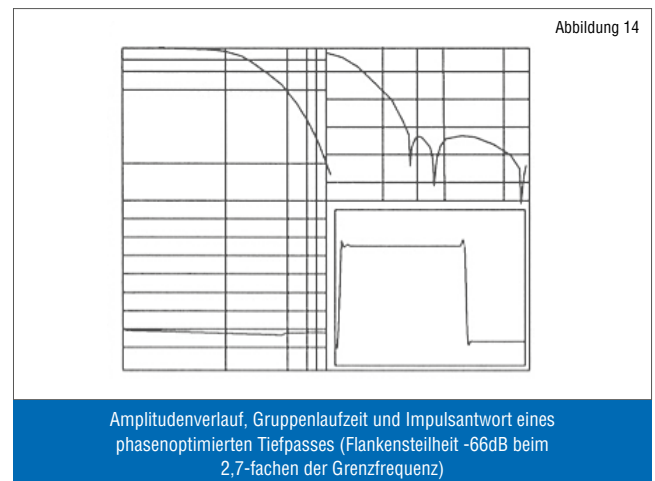 Abbildung 14
Amplitudenverlauf, Gruppenlaufzeit und Impulsantwort eines
phasenoptimierten Tiefpasses (Flankensteilheit -66dB beim
2,7-fachen der Grenzfrequenz)